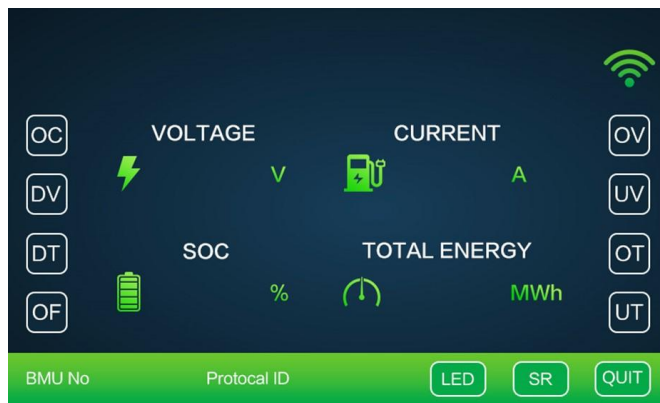 OC
VOLTAGE
CURRENT
OV
V
A
DV
UV
DT
SOC
TOTAL ENERGY
OT
%
MWh
OF
UT
BMU No
Protocal ID
LED
SR
QUIT